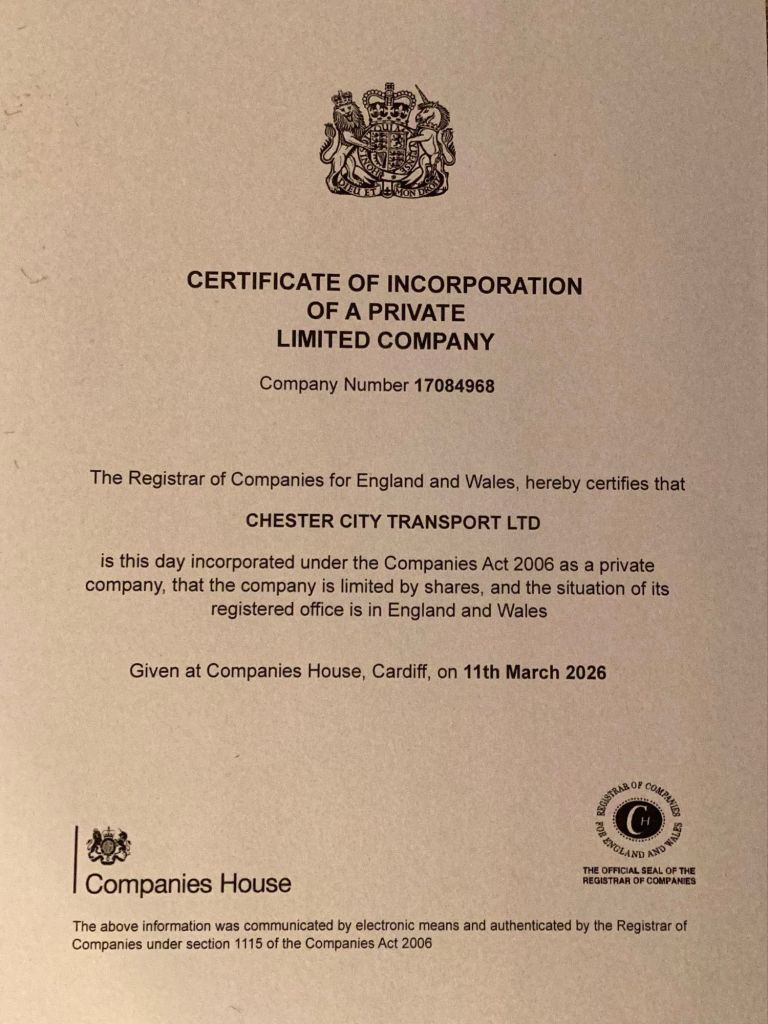 DIEU ET MON DROIT
CERTIFICATE OF INCORPORATION
OF A PRIVATE
LIMITED COMPANY
Company Number 17084968
The Registrar of Companies for England and Wales, hereby certifies that
CHESTER CITY TRANSPORT LTD
is this day incorporated under the Companies Act 2006 as a private
company, that the company is limited by shares, and the situation of its
registered office is in England and Wales
Given at Companies House, Cardiff, on 11th March 2026
REGISTRAR OF COMPANIES
FOR ENGLAND AND WALES
CH
THE OFFICIAL SEAL OF THE
REGISTRAR OF COMPANIES
Companies House
The above information was communicated by electronic means and authenticated by the Registrar of
Companies under section 1115 of the Companies Act 2006